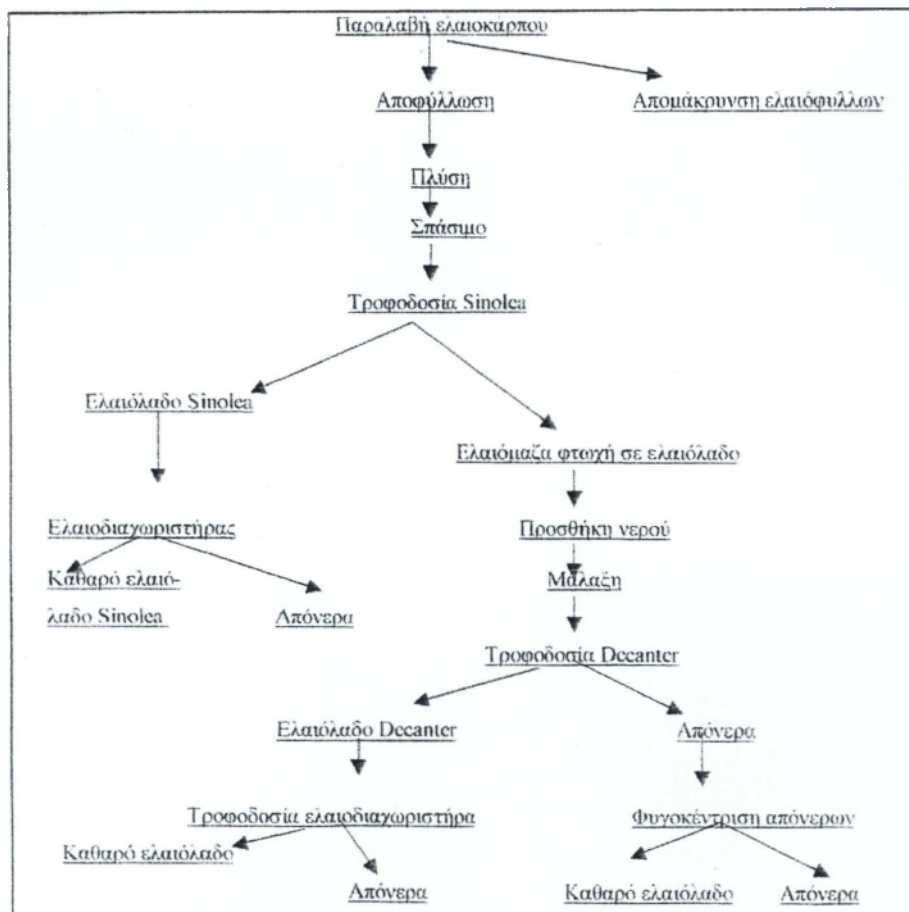 Παραλαβή ελαιοκάρπου
Αποφύλλωση
Απομάκρυνση ελαιόφυλλων
Πλύση
Σπάσιμο
Τροφοδοσία Sinolea
Ελαιόλαδο Sinolea
Ελαιόμαζα φτωχή σε ελαιόλαδο
Ελαιοδιαχωριστήρας
Προσθήκη νερού
Καθαρό ελαιό-
λαδο Sinolea
Απόνερα
Μάλαξη
Τροφοδοσία Decanter
Ελαιόλαδο Decanter
Απόνερα
Τροφοδοσία ελαιοδιαχωριστήρα
Φυγοκέντριση απόνερων
Καθαρό ελαιόλαδο
Απόνερα
Καθαρό ελαιόλαδο
Απόνερα